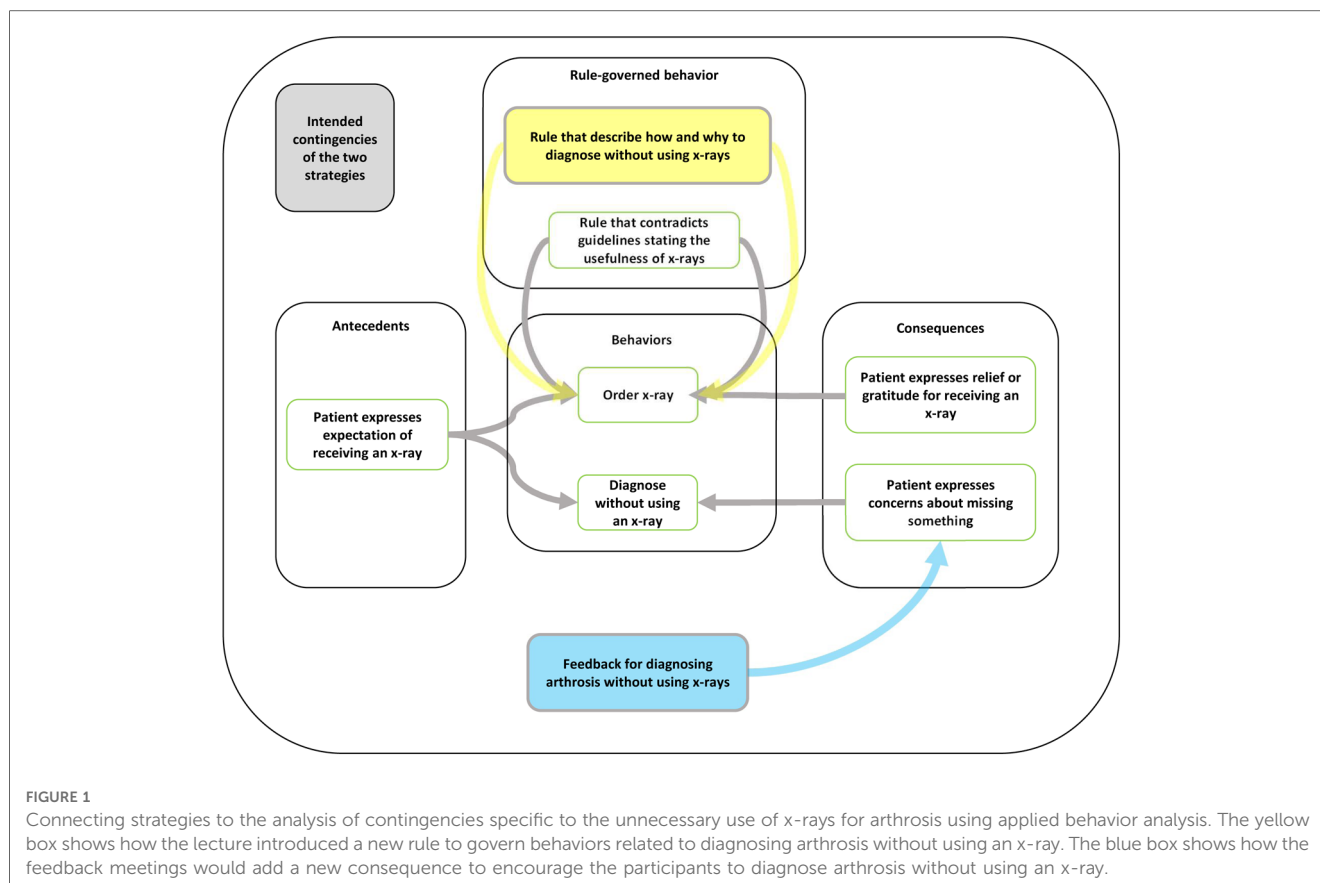 Intended
contingencies
of the two
strategies
Rule-governed behavior
Rule that describe how and why to
diagnose without using x-rays
Rule that contradicts
guidelines stating the
usefulness of x-rays
Antecedents
Patient expresses
expectation of
receiving an x-ray
Behaviors
Order x-ray
Diagnose
without using
an x-ray
Consequences
Patient expresses relief or
gratitude for receiving an
x-ray
Patient expresses
concerns about missing
something
Feedback for diagnosing
arthrosis without using x-rays
FIGURE 1
Connecting strategies to the analysis of contingencies specific to the unnecessary use of x-rays for arthrosis using applied behavior analysis. The yellow
box shows how the lecture introduced a new rule to govern behaviors related to diagnosing arthrosis without using an x-ray. The blue box shows how the
feedback meetings would add a new consequence to encourage the participants to diagnose arthrosis without using an x-ray.